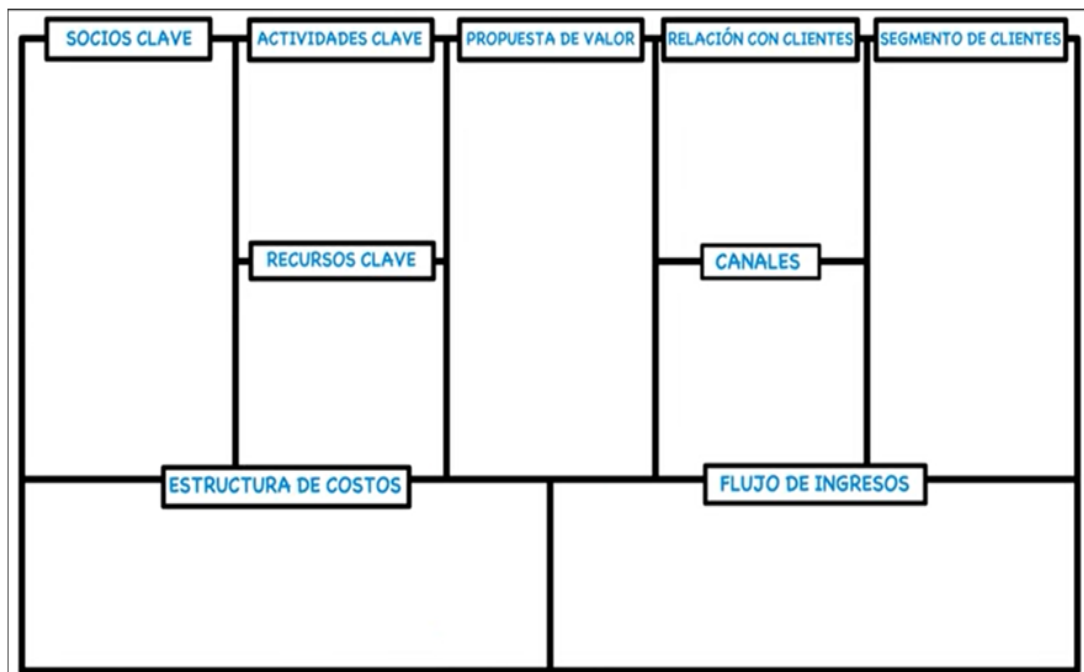 SOCIOS CLAVE
ACTIVIDADES CLAVE
PROPUESTA DE VALOR
RELACIÓN CON CLIENTES
SEGMENTO DE CLIENTES
RECURSOS CLAVE
CANALES
ESTRUCTURA DE COSTOS
FLUJO DE INGRESOS